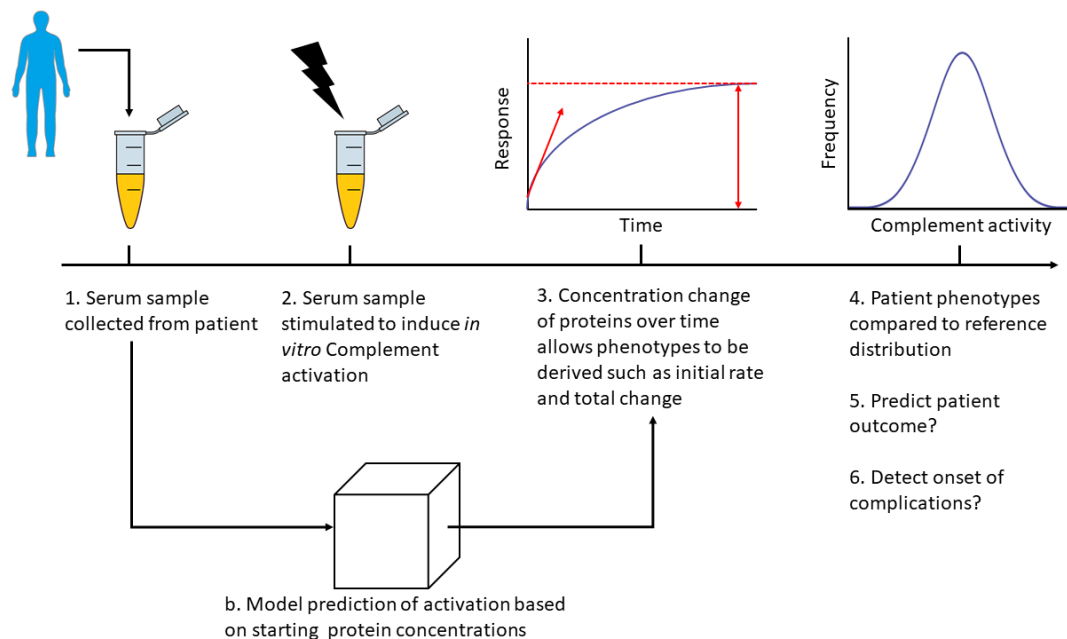 Response
Time
Frequency
Complement activity
1. Serum sample
collected from patient
2. Serum sample
stimulated to induce in
vitro Complement
activation
3. Concentration change
of proteins over time
allows phenotypes to be
derived such as initial rate
and total change
4. Patient phenotypes
compared to reference
distribution
5. Predict patient
outcome?
6. Detect onset of
complications?
b. Model prediction of activation based
on starting protein concentrations